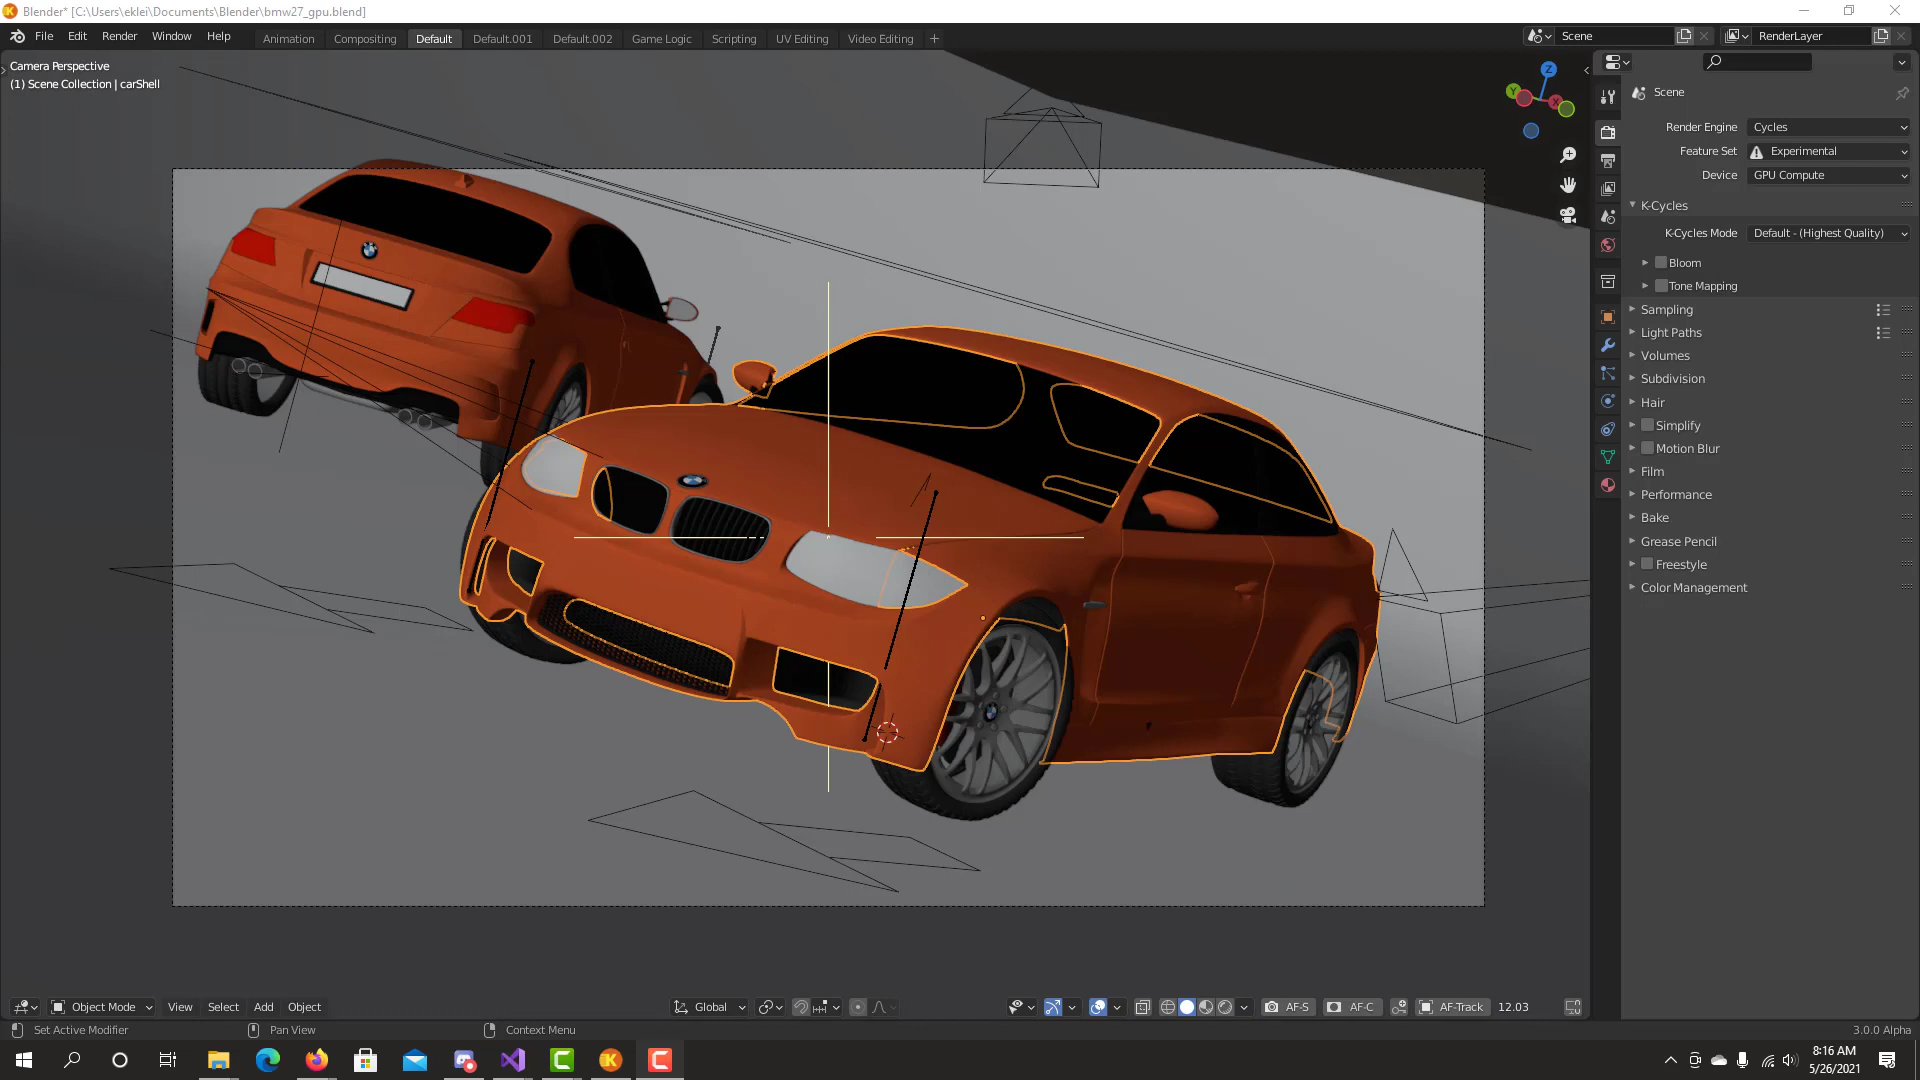 Blender* [C:\Users\eklei\Documents\Blender\bmw27_gpu.blend]
File Edit Render Window Help
Animation Compositing Default Default.001 Default.002 Game Logic Scripting UV Editing Video Editing +
Scene
RenderLayer
Camera Perspective
(1) Scene Collection | carShell
Z
Y
X
Scene
Render Engine Cycles
Feature Set Experimental
Device GPU Compute
K-Cycles
K-Cycles Mode Default - (Highest Quality)
Bloom
Tone Mapping
Sampling
Light Paths
Volumes
Subdivision
Hair
Simplify
Motion Blur
Film
Performance
Bake
Grease Pencil
Freestyle
Color Management
Object Mode View Select Add Object
Global
AF-S AF-C AF-Track 12.03
Set Active Modifier Pan View Context Menu
3.0.0 Alpha
8:16 AM
5/26/2021